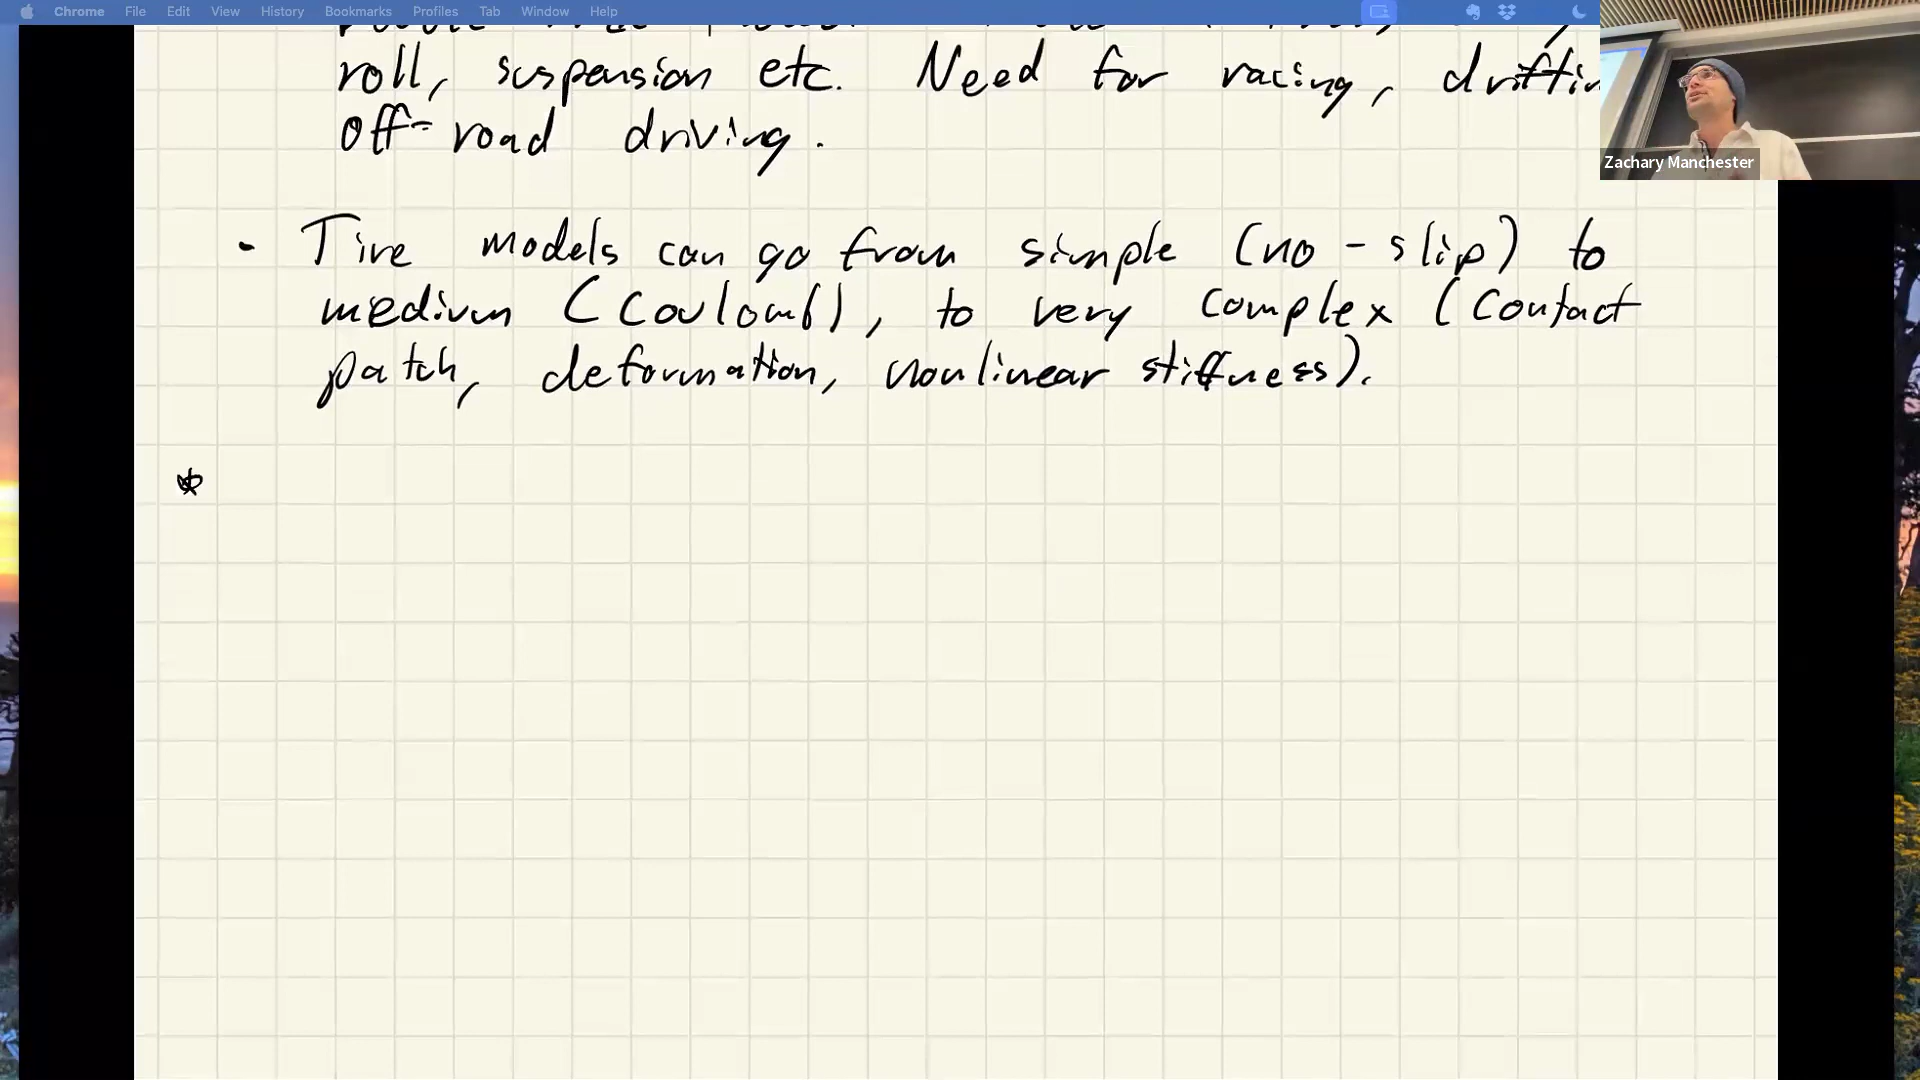 Chrome File Edit View History Bookmarks Profiles Tab Window Help
roll, suspension etc. Need for racing,
off-road driving.
Zachary Manchester
• Tire models can go from simple (no-slip) to
medium (Coulomb), to very complex (contact
patch, deformation, nonlinear stiffness).
*